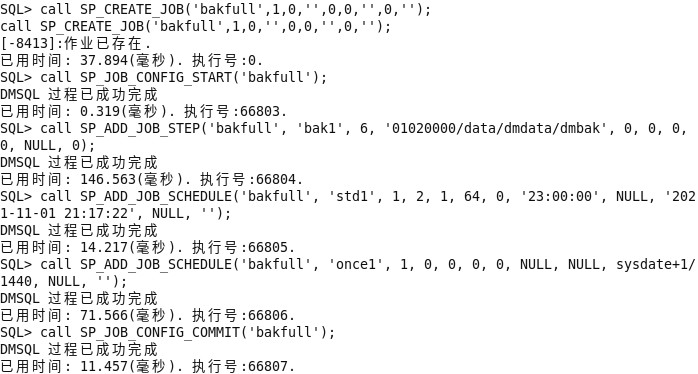 SQL> call SP_CREATE_JOB('bakfull',1,0,'',0,0,'',0,'');
call SP_CREATE_JOB('bakfull',1,0,'',0,0,'',0,'');
[-8413]:作业已存在.
已用时间: 37.894(毫秒). 执行号:0.
SQL> call SP_JOB_CONFIG_START('bakfull');
DMSQL 过程已成功完成
已用时间: 0.319(毫秒). 执行号:66803.
SQL> call SP_ADD_JOB_STEP('bakfull', 'bak1', 6, '01020000/data/dmdata/dmbak', 0, 0, 0,
0, NULL, 0);
DMSQL 过程已成功完成
已用时间: 146.563(毫秒). 执行号:66804.
SQL> call SP_ADD_JOB_SCHEDULE('bakfull', 'std1', 1, 2, 1, 64, 0, '23:00:00', NULL, '202
1-11-01 21:17:22', NULL, '');
DMSQL 过程已成功完成
已用时间: 14.217(毫秒). 执行号:66805.
SQL> call SP_ADD_JOB_SCHEDULE('bakfull', 'once1', 1, 0, 0, 0, 0, NULL, NULL, sysdate+1/
1440, NULL, '');
DMSQL 过程已成功完成
已用时间: 71.566(毫秒). 执行号:66806.
SQL> call SP_JOB_CONFIG_COMMIT('bakfull');
DMSQL 过程已成功完成
已用时间: 11.457(毫秒). 执行号:66807.